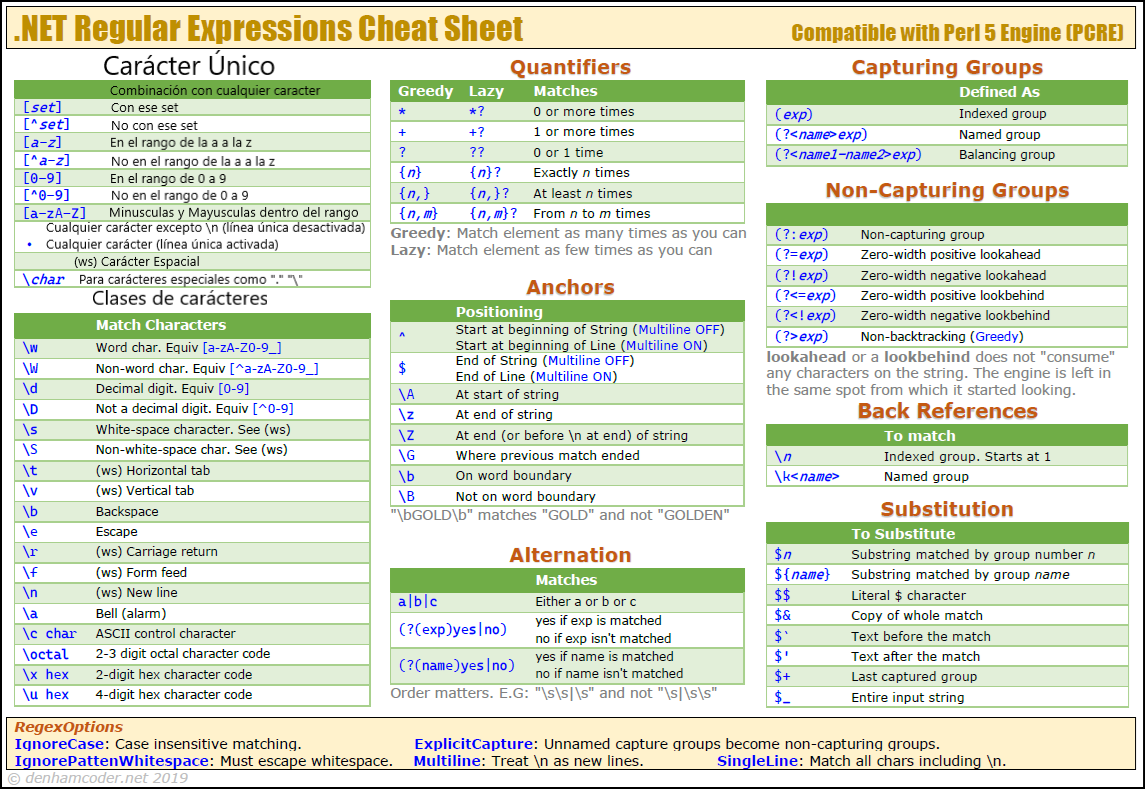 .NET Regular Expressions Cheat Sheet
Compatible with Perl 5 Engine (PCRE)
Carácter Único
Combinación con cualquier caracter
[set] Con ese set
[^set] No con ese set
[a-z] En el rango de la a a la z
[^a-z] No en el rango de la a a la z
[0-9] En el rango de 0 a 9
[^0-9] No en el rango de 0 a 9
[a-zA-Z] Minusculas y Mayusculas dentro del rango
Cualquier carácter excepto \n (línea única desactivada)
• Cualquier carácter (línea única activada)
(ws) Carácter Espacial
\char Para carácteres especiales como "." "\"
Clases de carácteres
Match Characters
\w Word char. Equiv [a-zA-Z0-9_]
\W Non-word char. Equiv [^a-zA-Z0-9_]
\d Decimal digit. Equiv [0-9]
\D Not a decimal digit. Equiv [^0-9]
\s White-space character. See (ws)
\S Non-white-space char. See (ws)
\t (ws) Horizontal tab
\v (ws) Vertical tab
\b Backspace
\e Escape
\r (ws) Carriage return
\f (ws) Form feed
\n (ws) New line
\a Bell (alarm)
\c char ASCII control character
\octal 2-3 digit octal character code
\x hex 2-digit hex character code
\u hex 4-digit hex character code
Quantifiers
Greedy Lazy Matches
* *? 0 or more times
+ +? 1 or more times
? ?? 0 or 1 time
{n} {n}? Exactly n times
{n,} {n,}? At least n times
{n,m} {n,m}? From n to m times
Greedy: Match element as many times as you can
Lazy: Match element as few times as you can
Anchors
Positioning
^ Start at beginning of String (Multiline OFF)
Start at beginning of Line (Multiline ON)
$ End of String (Multiline OFF)
End of Line (Multiline ON)
\A At start of string
\z At end of string
\Z At end (or before \n at end) of string
\G Where previous match ended
\b On word boundary
\B Not on word boundary
"\bGOLD\b" matches "GOLD" and not "GOLDEN"
Alternation
Matches
a|b|c Either a or b or c
(?(exp)yes|no) yes if exp is matched
no if exp isn't matched
(?(name)yes|no) yes if name is matched
no if name isn't matched
Order matters. E.G: "\s\s|\s" and not "\s|\s\s"
Capturing Groups
Defined As
(exp) Indexed group
(?<name>exp) Named group
(?<name1-name2>exp) Balancing group
Non-Capturing Groups
(?:exp) Non-capturing group
(?=exp) Zero-width positive lookahead
(?!exp) Zero-width negative lookahead
(?<=exp) Zero-width positive lookbehind
(?<!exp) Zero-width negative lookbehind
(?>exp) Non-backtracking (Greedy)
lookahead or a lookbehind does not "consume"
any characters on the string. The engine is left in
the same spot from which it started looking.
Back References
To match
\n Indexed group. Starts at 1
\k<name> Named group
Substitution
To Substitute
$n Substring matched by group number n
${name} Substring matched by group name
$$ Literal $ character
$& Copy of whole match
$` Text before the match
$' Text after the match
$+ Last captured group
$_ Entire input string
RegexOptions
IgnoreCase: Case insensitive matching. ExplicitCapture: Unnamed capture groups become non-capturing groups.
IgnorePattenWhitespace: Must escape whitespace. Multiline: Treat \n as new lines. SingleLine: Match all chars including \n.
© denhamcoder.net 2019